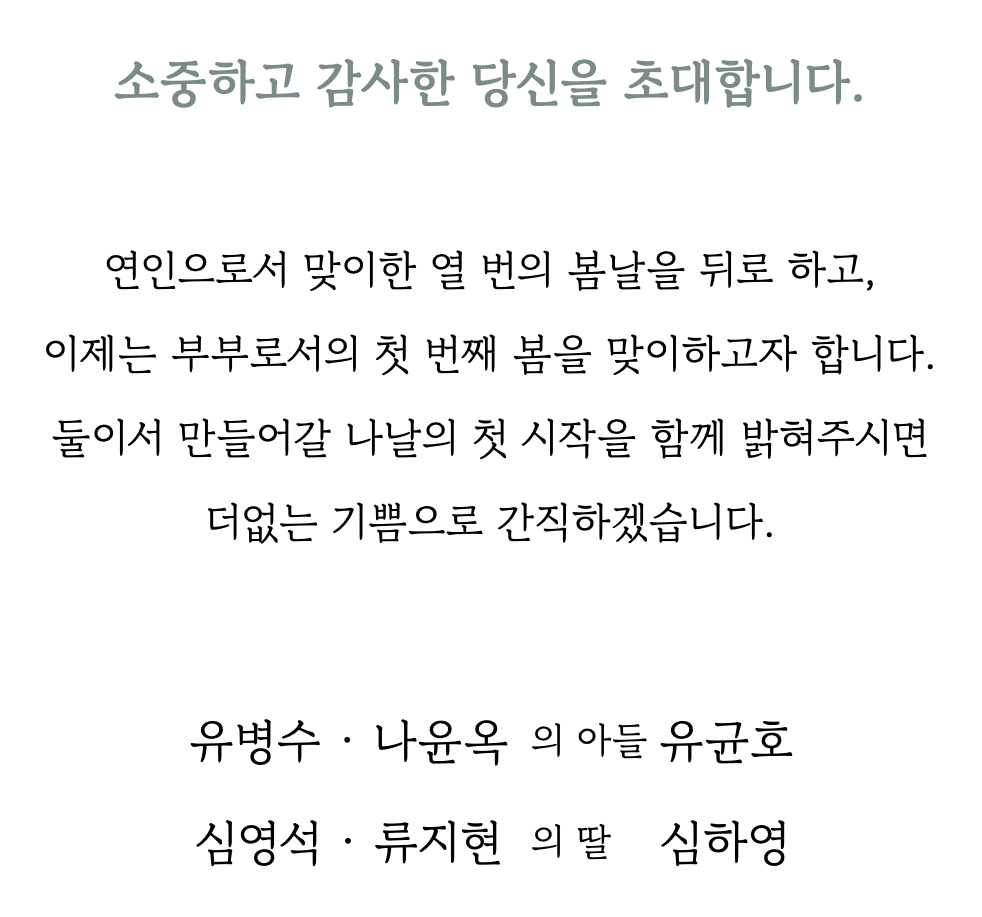 소중하고 감사한 당신을 초대합니다.
연인으로서 맞이한 열 번의 봄날을 뒤로 하고,
이제는 부부로서의 첫 번째 봄을 맞이하고자 합니다.
둘이서 만들어갈 나날의 첫 시작을 함께 밝혀주시면
더없는 기쁨으로 간직하겠습니다.
유병수 · 나윤옥 의 아들 유균호
심영석 · 류지현 의 딸 심하영